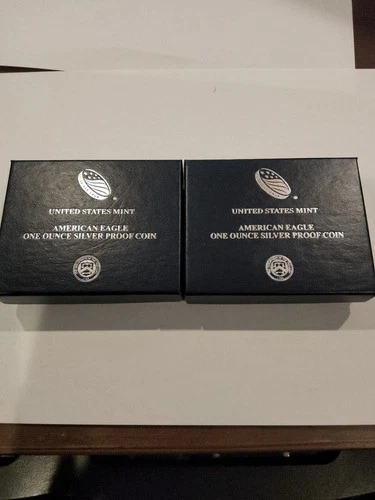 UNITED STATES MINT
AMERICAN EAGLE
ONE OUNCE SILVER PROOF COIN
UNITED STATES MINT
AMERICAN EAGLE
ONE OUNCE SILVER PROOF COIN